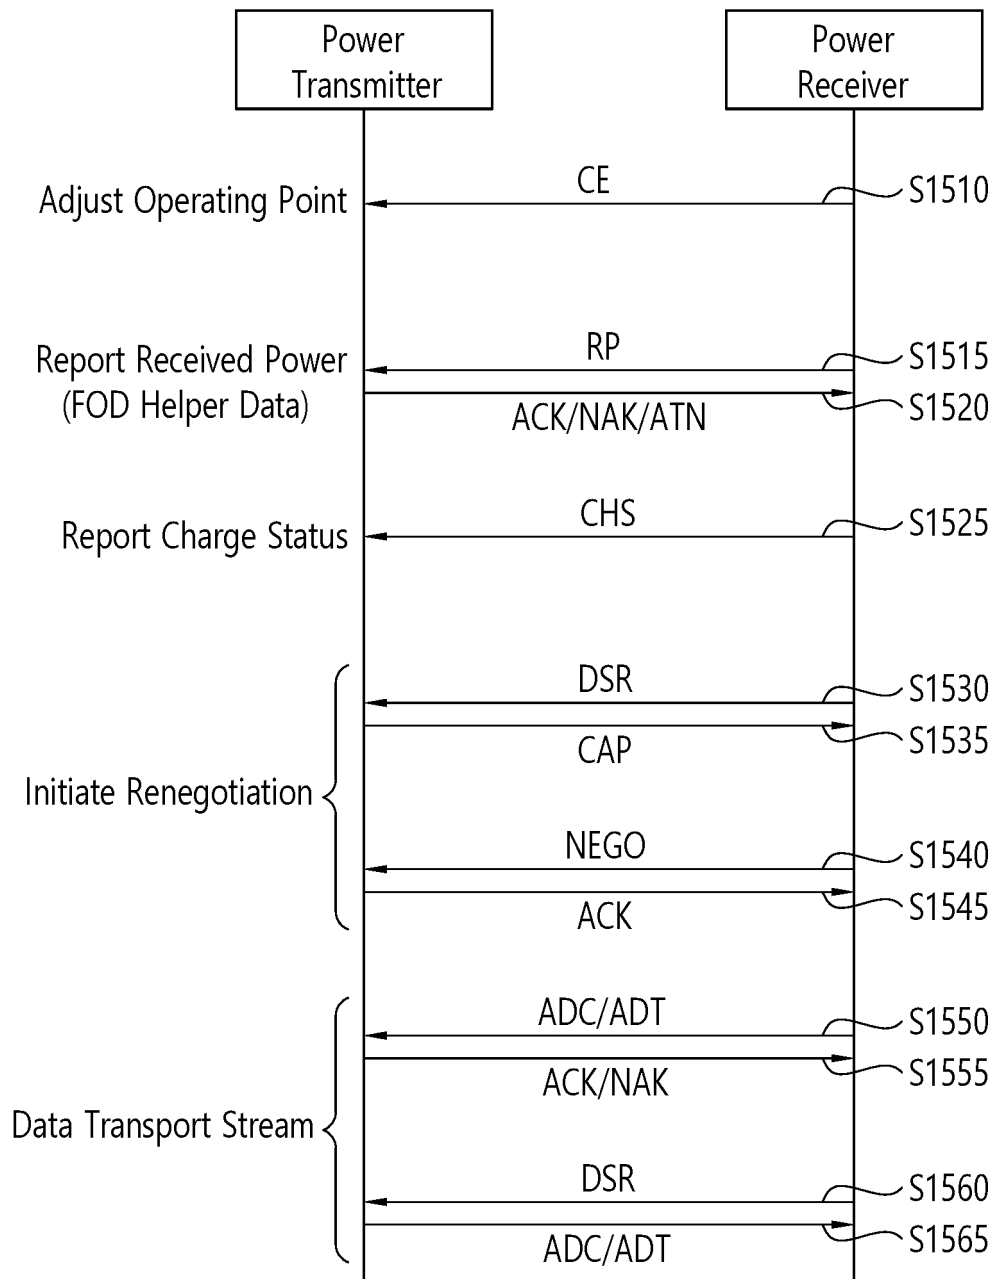 Power
Transmitter
Power
Receiver
Adjust Operating Point
CE
S1510
Report Received Power
(FOD Helper Data)
RP
S1515
ACK/NAK/ATN
S1520
Report Charge Status
CHS
S1525
Initiate Renegotiation
DSR
S1530
CAP
S1535
NEGO
S1540
ACK
S1545
Data Transport Stream
ADC/ADT
S1550
ACK/NAK
S1555
DSR
S1560
ADC/ADT
S1565